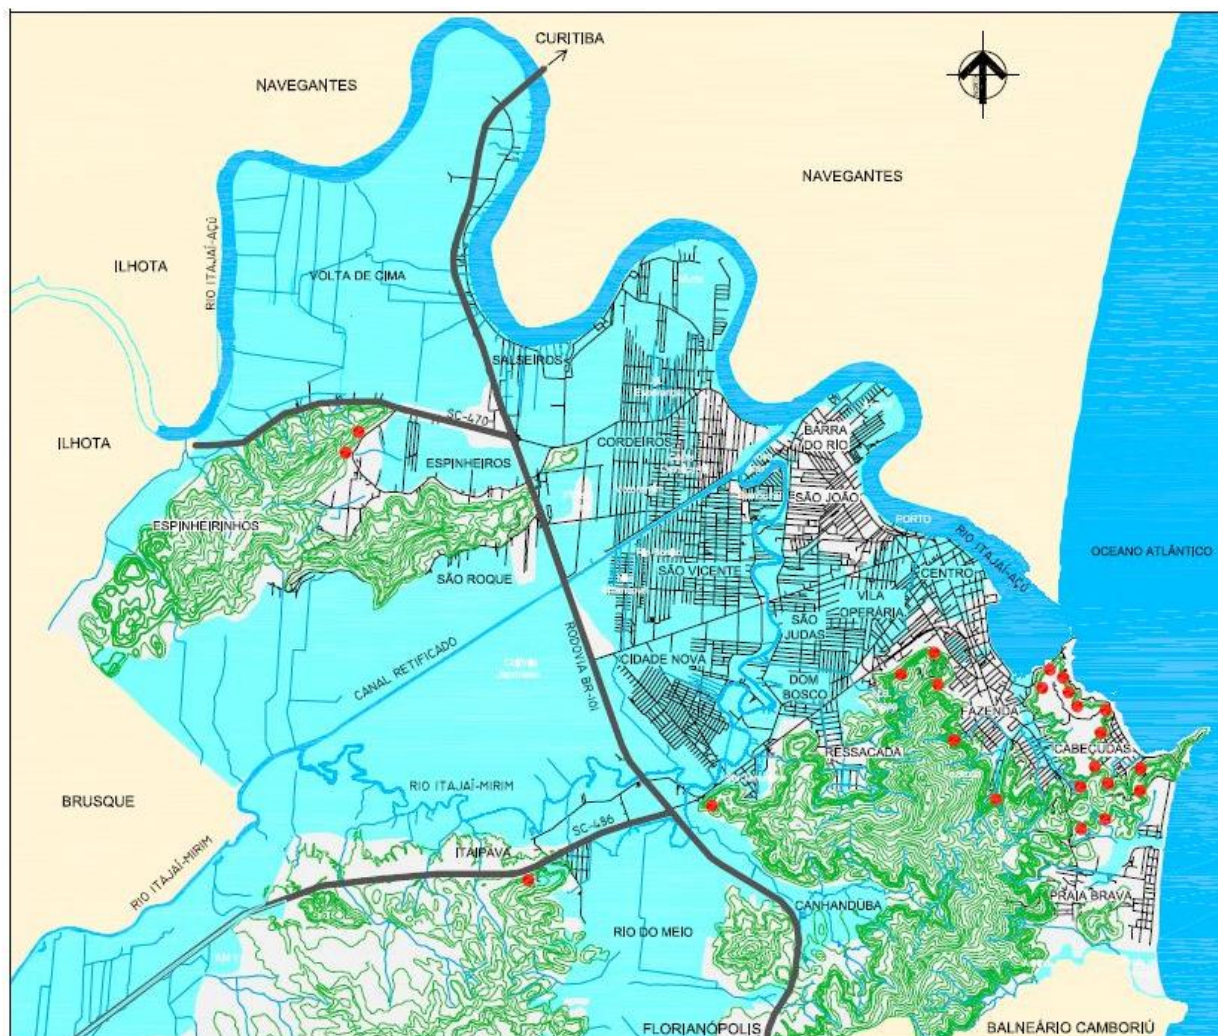 CURITIBA
NAVEGANTES
NAVEGANTES
ILHOTA
RIO ITAJAÍ-AÇÚ
VOLTA DE CIMA
SALSEIROS
SC-470
ILHOTA
CORDEIROS
BARRA
DO RIO
ESPINHEIROS
SÃO JOÃO
ESPINHEIRINHOS
PORTO
RIO ITAJAÍ-AÇÚ
OCEANO ATLÂNTICO
SÃO ROQUE
SÃO VICENTE
CENTRO
VILA
OPERÁRIA
SÃO
JUDAS
CANAL RETIFICADO
RODOVIA BR-101
CIDADE NOVA
DOM
BOSCO
FAZENDA
RESSACADA
CABEÇUDAS
RIO ITAJAÍ-MIRIM
BRUSQUE
SC-486
ITAIPAVA
RIO ITAJAÍ-MIRIM
PRAIA BRAVA
CANHANDUBA
RIO DO MEIO
FLORIANÓPOLIS
BALNEÁRIO CAMBORIÚ